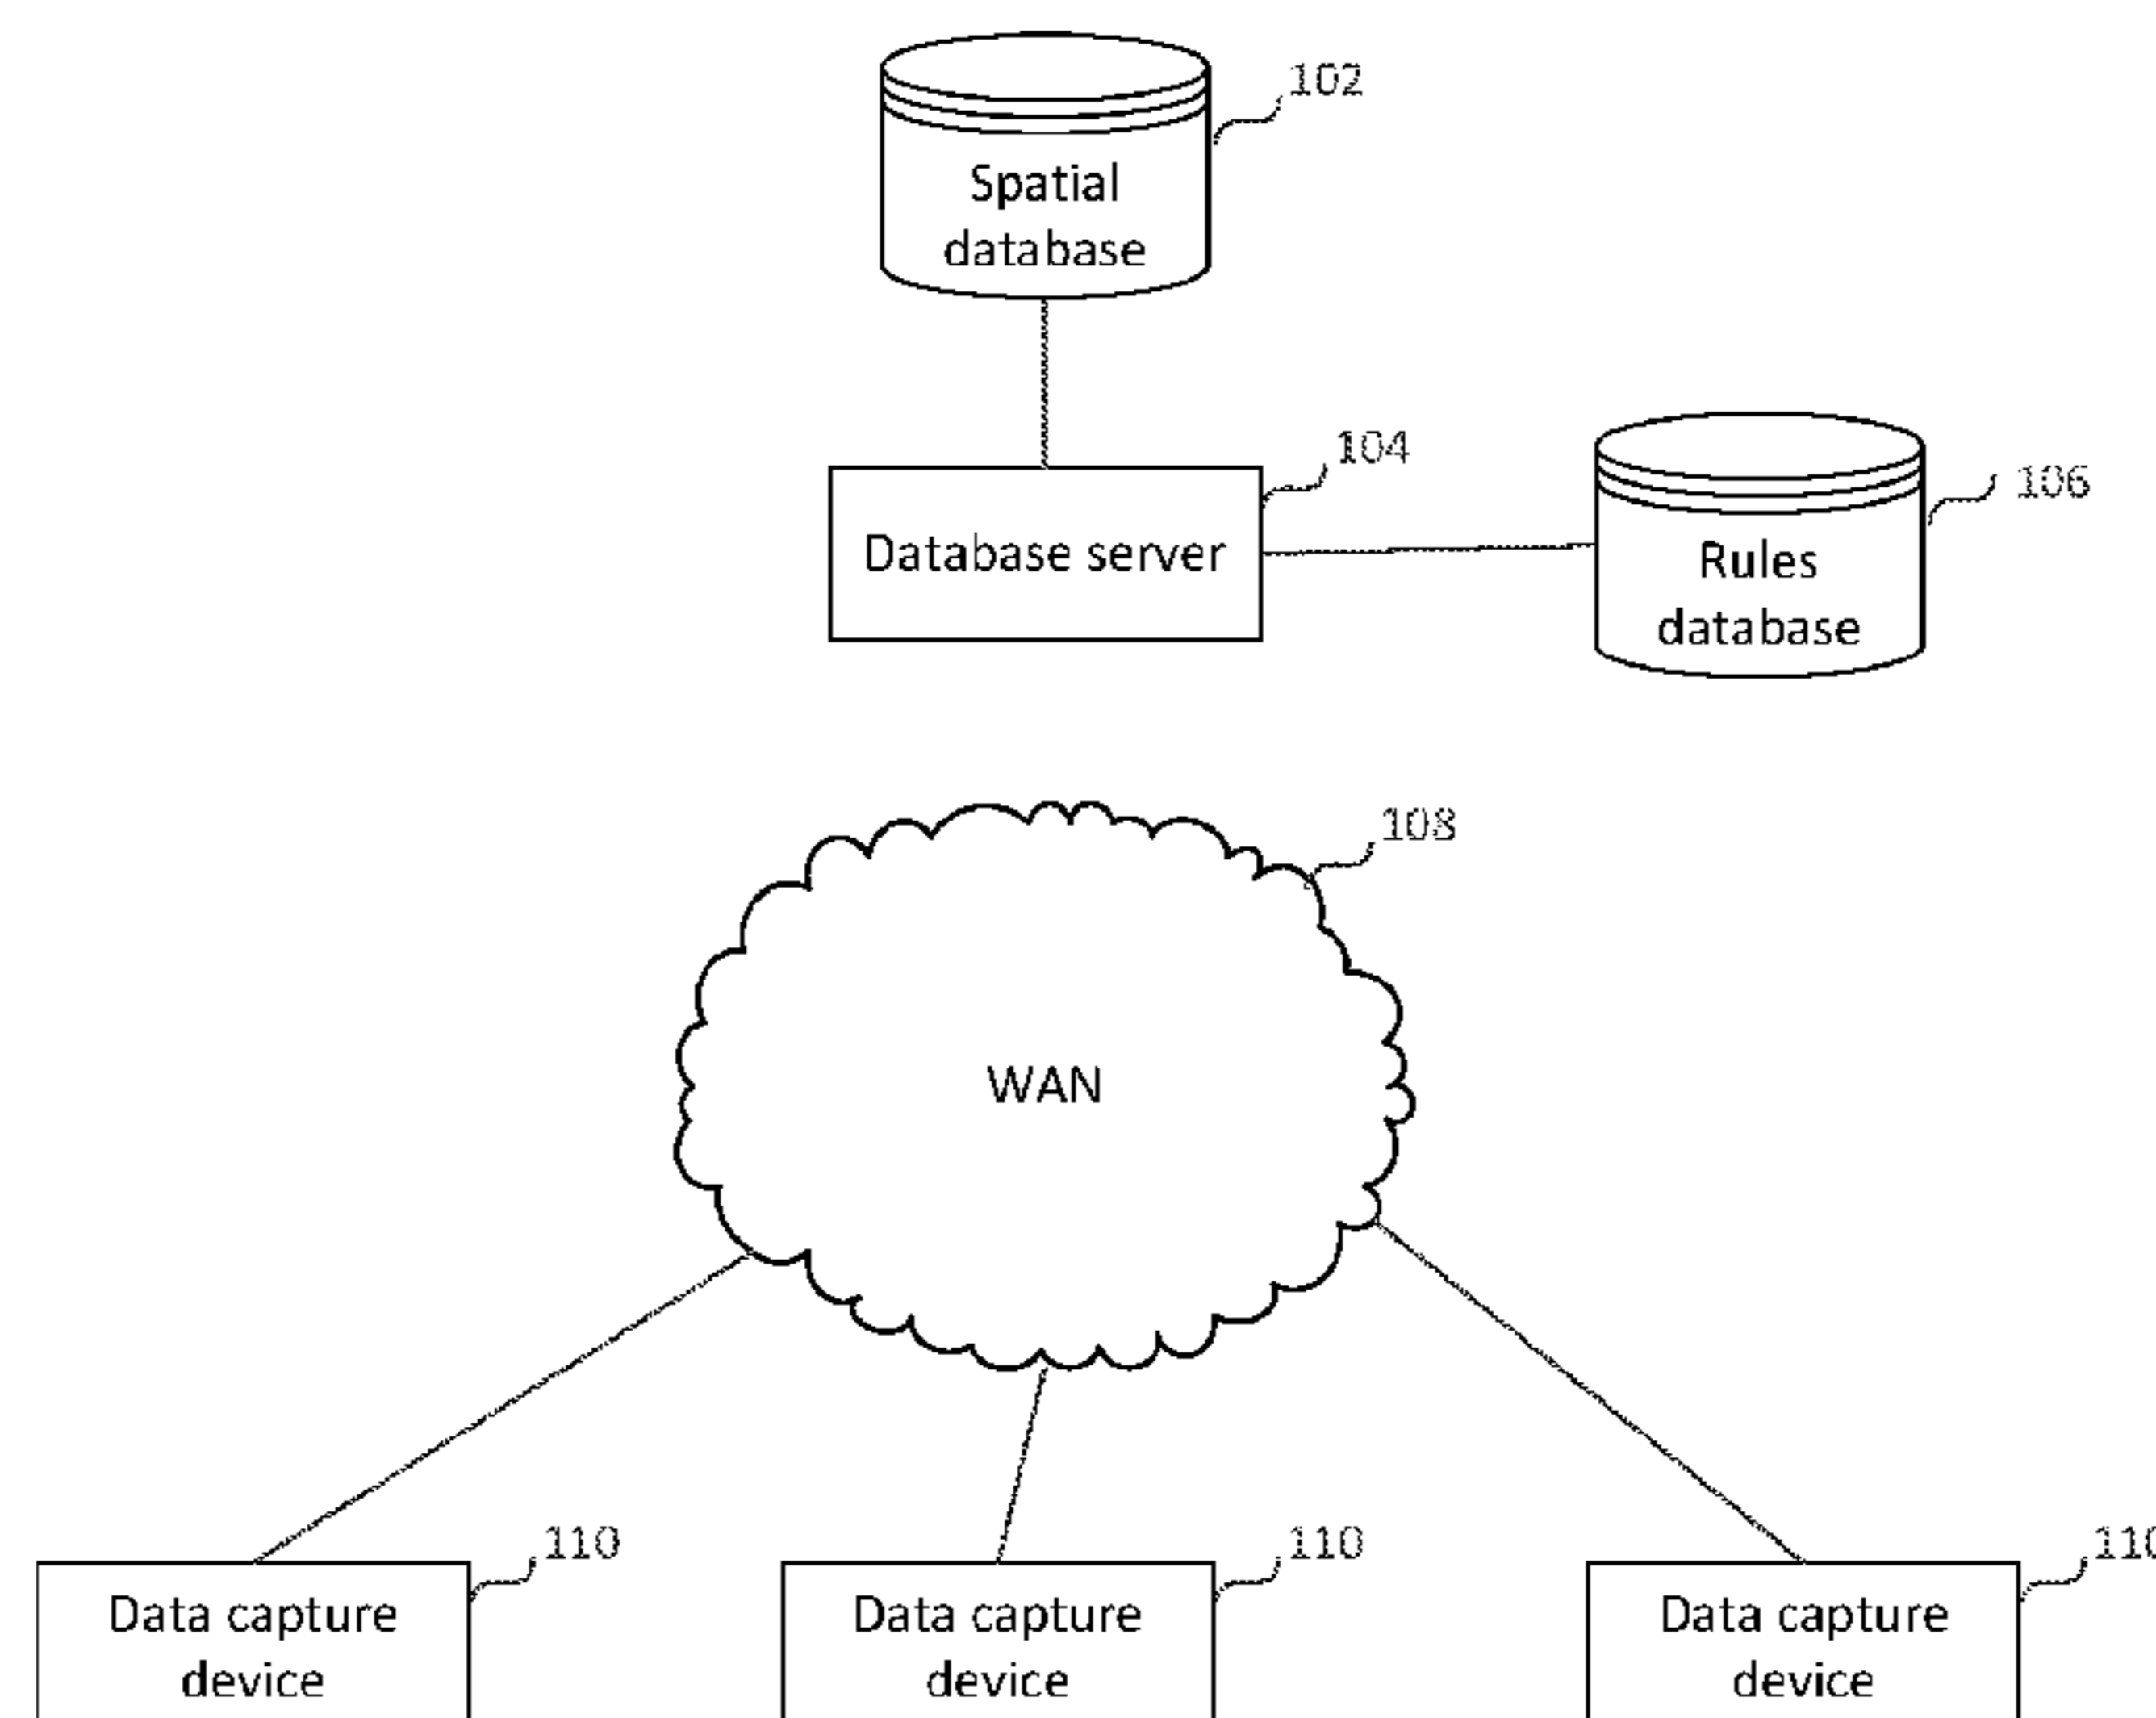 102
Spatial
database
104
Database server
106
Rules
database
108
WAN
110
110
110
Data capture
device
Data capture
device
Data capture
device